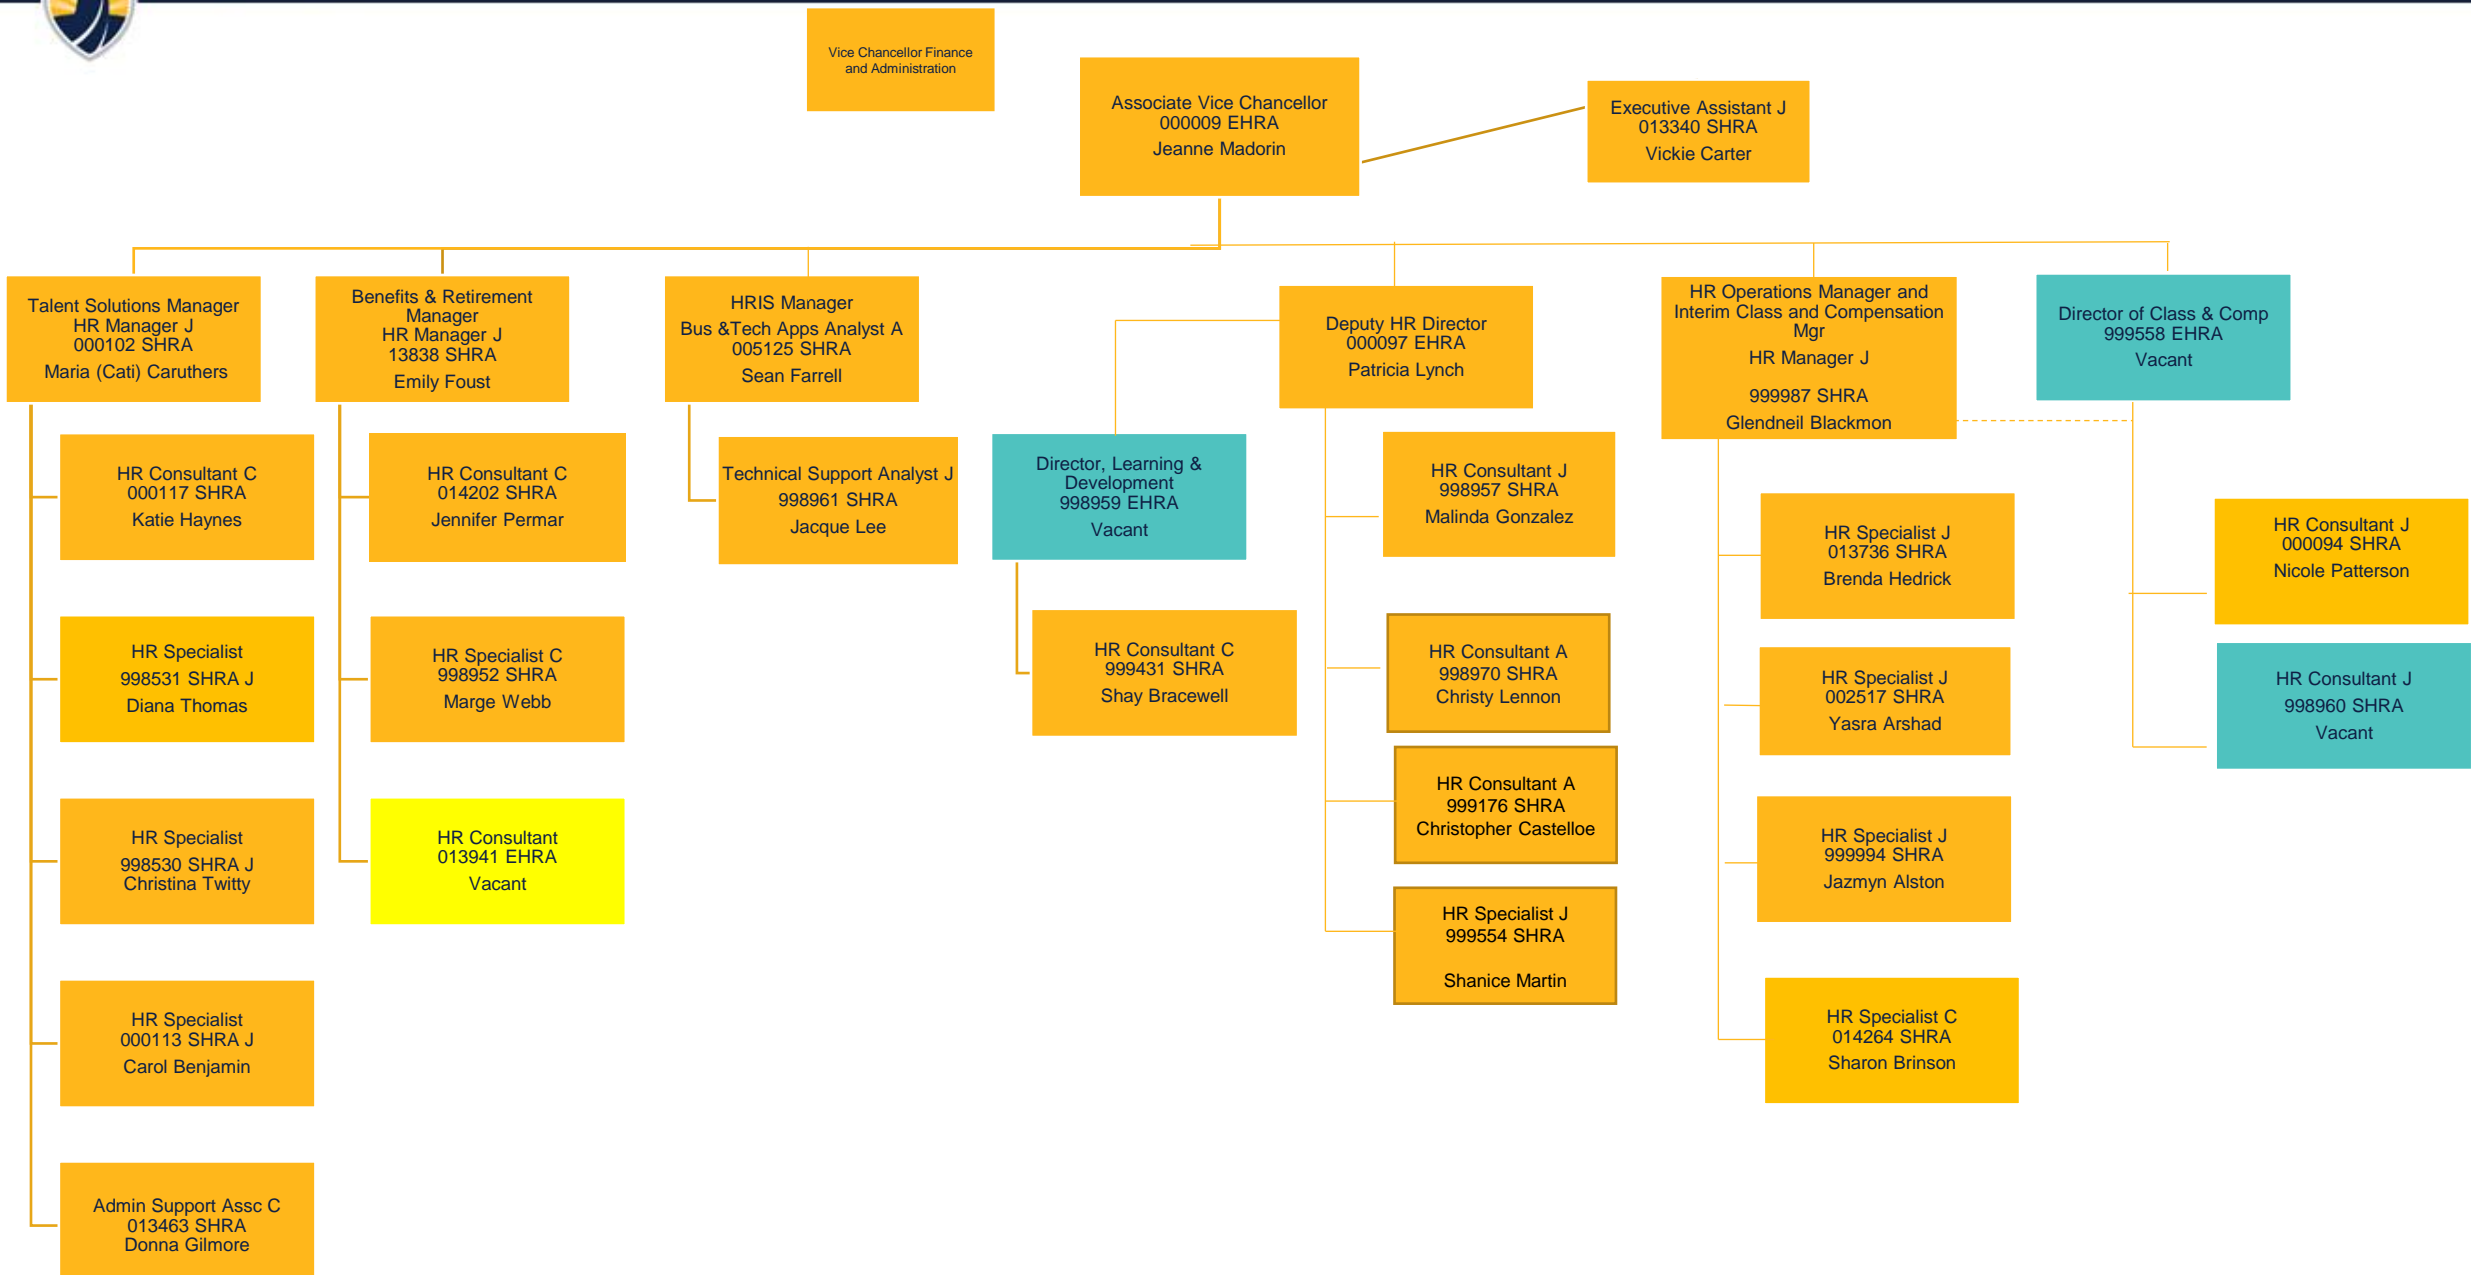 Vice Chancellor Finance
and Administration
Associate Vice Chancellor
000009 EHRA
Jeanne Madorin
Executive Assistant J
013340 SHRA
Vickie Carter
Talent Solutions Manager
HR Manager J
000102 SHRA
Maria (Cati) Caruthers
Benefits & Retirement
Manager
HR Manager J
13838 SHRA
Emily Foust
HRIS Manager
Bus &Tech Apps Analyst A
005125 SHRA
Sean Farrell
Deputy HR Director
000097 EHRA
Patricia Lynch
HR Operations Manager and
Interim Class and Compensation
Mgr
HR Manager J
999987 SHRA
Glendneil Blackmon
Director of Class & Comp
999558 EHRA
Vacant
HR Consultant C
000117 SHRA
Katie Haynes
HR Specialist
998531 SHRA J
Diana Thomas
HR Specialist
998530 SHRA J
Christina Twitty
HR Specialist
000113 SHRA J
Carol Benjamin
Admin Support Assc C
013463 SHRA
Donna Gilmore
HR Consultant C
014202 SHRA
Jennifer Permar
HR Specialist C
998952 SHRA
Marge Webb
HR Consultant
013941 EHRA
Vacant
Technical Support Analyst J
998961 SHRA
Jacque Lee
Director, Learning &
Development
998959 EHRA
Vacant
HR Consultant C
999431 SHRA
Shay Bracewell
HR Consultant J
998957 SHRA
Malinda Gonzalez
HR Consultant A
998970 SHRA
Christy Lennon
HR Consultant A
999176 SHRA
Christopher Castelloe
HR Specialist J
999554 SHRA
Shanice Martin
HR Specialist J
013736 SHRA
Brenda Hedrick
HR Specialist J
002517 SHRA
Yasra Arshad
HR Specialist J
999994 SHRA
Jazmyn Alston
HR Specialist C
014264 SHRA
Sharon Brinson
HR Consultant J
000094 SHRA
Nicole Patterson
HR Consultant J
998960 SHRA
Vacant